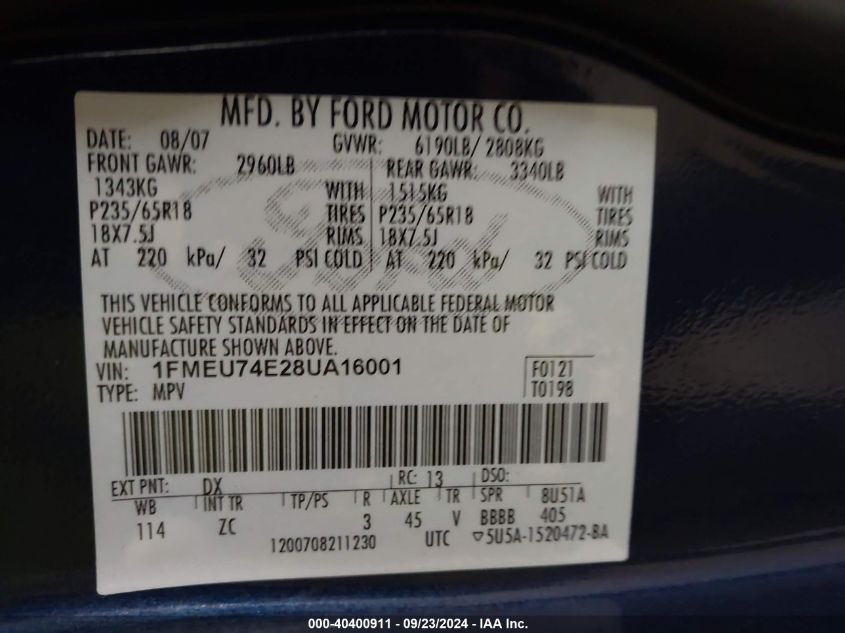 MFD. BY FORD MOTOR CO.
DATE: 08/07 GVWR: 6190LB/ 2808KG
FRONT GAWR: 2960LB REAR GAWR: 3340LB
1343KG WITH 1515KG WITH
P235/65R18 TIRES P235/65R18 TIRES
18X7.5J RIMS 18X7.5J RIMS
AT 220 kPa/ 32 PSI COLD AT 220 kPa/ 32 PSI COLD
Ford
THIS VEHICLE CONFORMS TO ALL APPLICABLE FEDERAL MOTOR
VEHICLE SAFETY STANDARDS IN EFFECT ON THE DATE OF
MANUFACTURE SHOWN ABOVE.
VIN: 1FMEU74E28UA16001 F0121
TYPE: MPV T0198
EXT PNT: DX RC: 13 DSO:
WB INT TR TP/PS R AXLE TR SPR 8U51A
114 ZC 3 45 V BBBB 405
1200708211230 UTC ▽5U5A-1520472-BA
000-40400911 - 09/23/2024 - IAA Inc.